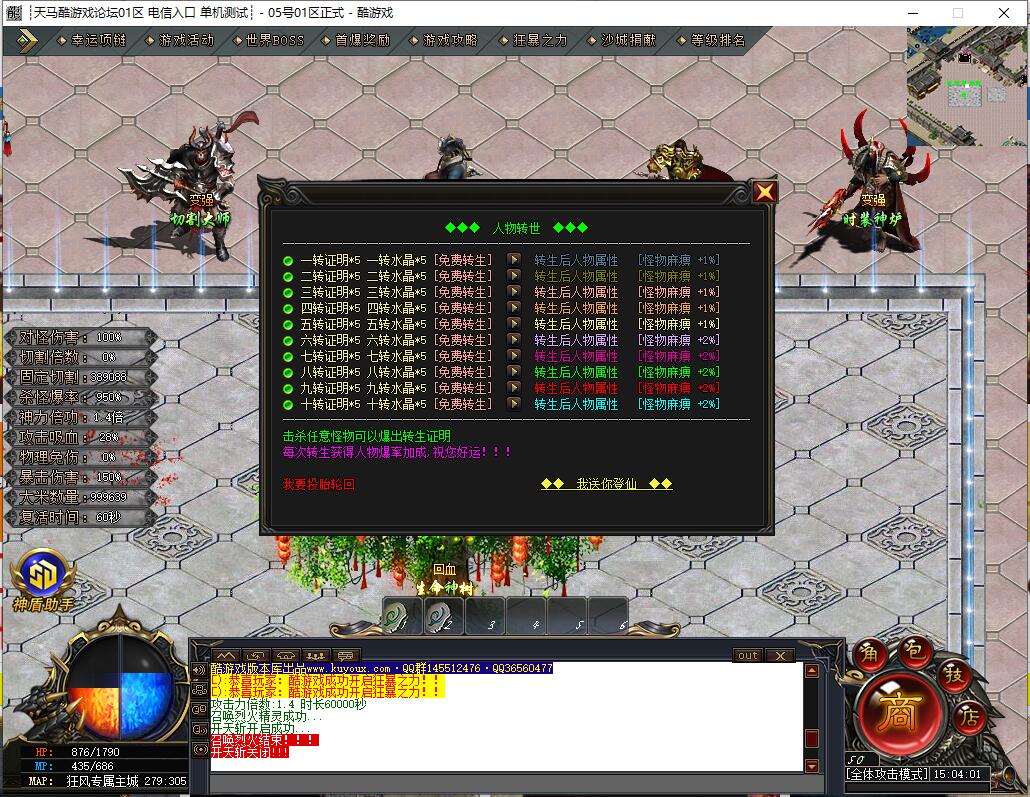 天马酷游戏论坛01区 电信入口 单机测试 - 05号01区正式 - 酷游戏
幸运项链 游戏活动 世界BOSS 首爆奖励 游戏攻略 狂暴之力 沙城捐献 等级排名
变强
切割大师
变强
时装神炉
◆◆◆ 人物转世 ◆◆◆
一转证明*5 一转水晶*5 [免费转生] 转生后人物属性 [怪物麻痹 +1%]
二转证明*5 二转水晶*5 [免费转生] 转生后人物属性 [怪物麻痹 +1%]
三转证明*5 三转水晶*5 [免费转生] 转生后人物属性 [怪物麻痹 +1%]
四转证明*5 四转水晶*5 [免费转生] 转生后人物属性 [怪物麻痹 +1%]
五转证明*5 五转水晶*5 [免费转生] 转生后人物属性 [怪物麻痹 +1%]
六转证明*5 六转水晶*5 [免费转生] 转生后人物属性 [怪物麻痹 +2%]
七转证明*5 七转水晶*5 [免费转生] 转生后人物属性 [怪物麻痹 +2%]
八转证明*5 八转水晶*5 [免费转生] 转生后人物属性 [怪物麻痹 +2%]
九转证明*5 九转水晶*5 [免费转生] 转生后人物属性 [怪物麻痹 +2%]
十转证明*5 十转水晶*5 [免费转生] 转生后人物属性 [怪物麻痹 +2%]
击杀任意怪物可以爆出转生证明
每次转生获得人物爆率加成,祝您好运!!!
我要投胎轮回 ◆◆ 我送你登仙 ◆◆
对怪伤害: 100%
切割倍数: 0%
固定切割:389088
杀怪爆率: 950%
神力倍功: 1.4倍
攻击吸血: 28%
物理免伤: 0%
暴击伤害: 150%
大米数量:999639
复活时间: 60秒
神盾助手
回血
生命神树
1 2 3 4 5 6
out
酷游戏版本库出品www.kuyoux.com·QQ群145512476·QQ36560477
():恭喜玩家: 酷游戏成功开启狂暴之力!!
():恭喜玩家: 酷游戏成功开启狂暴之力!!
攻击力倍数:1.4 时长60000秒
召唤烈火精灵成功...
开天斩开启成功...
召唤烈火结束!!!!
开天斩关闭!!!
角 包 技 商 店
HP: 876/1790
MP: 435/686
MAP: 狂风专属主城 279:305
50
[全体攻击模式] 15:04:01